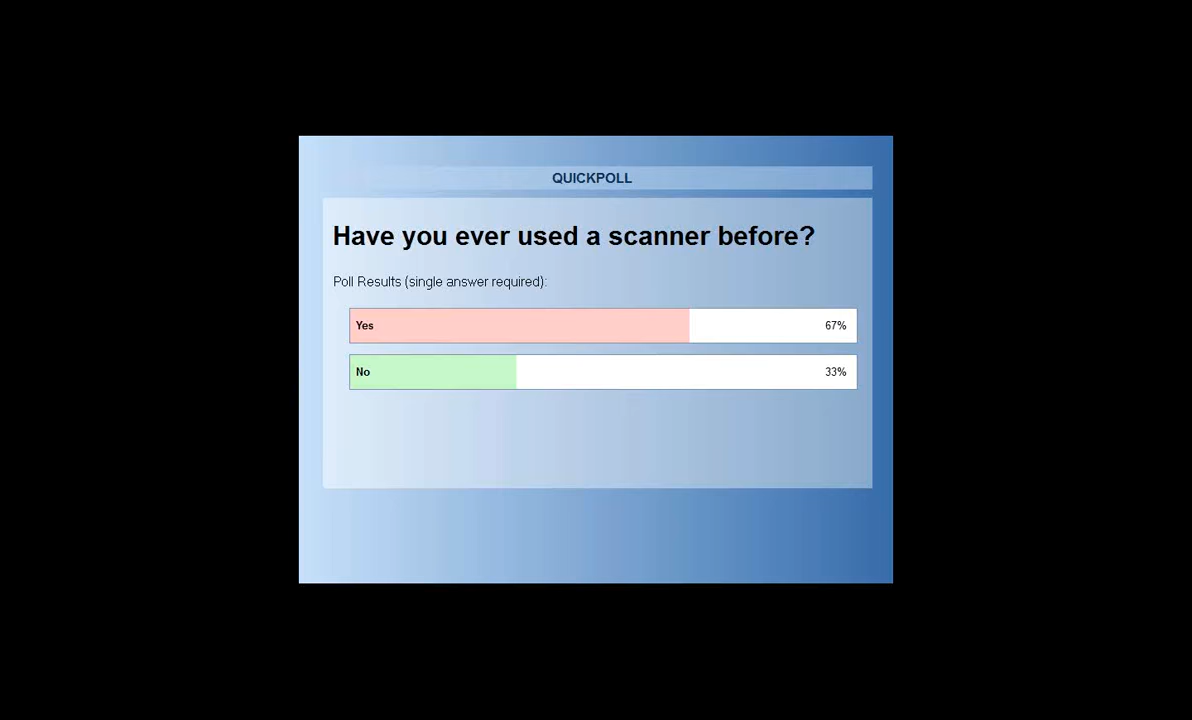 QUICKPOLL
Have you ever used a scanner before?
Poll Results (single answer required):
Yes 67%
No 33%